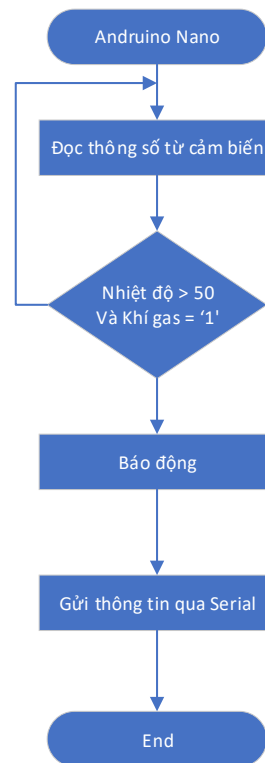 Andruino Nano
Đọc thông số từ cảm biến
Nhiệt độ > 50
Và Khí gas = ‘1'
Báo động
Gửi thông tin qua Serial
End